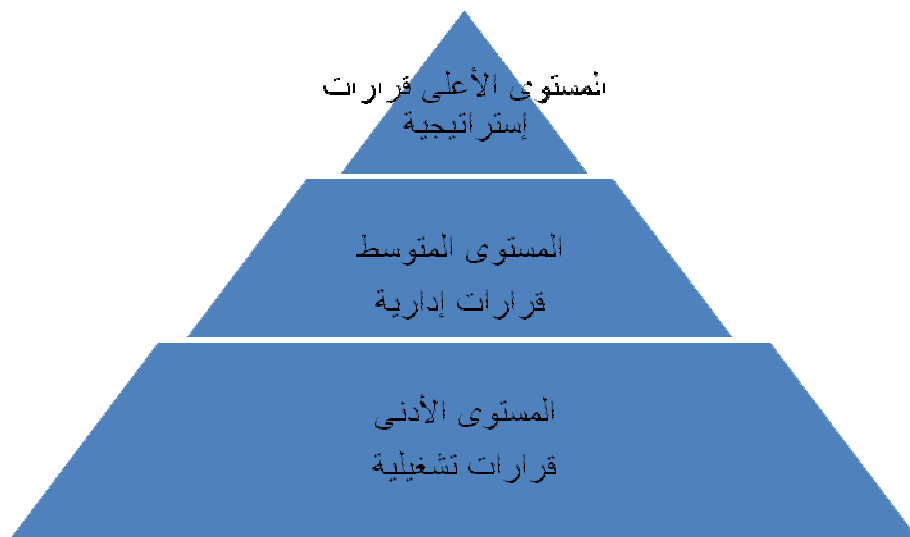 المستوى الأعلى قرارات
إستراتيجية
المستوى المتوسط
قرارات إدارية
المستوى الأدنى
قرارات تشغيلية